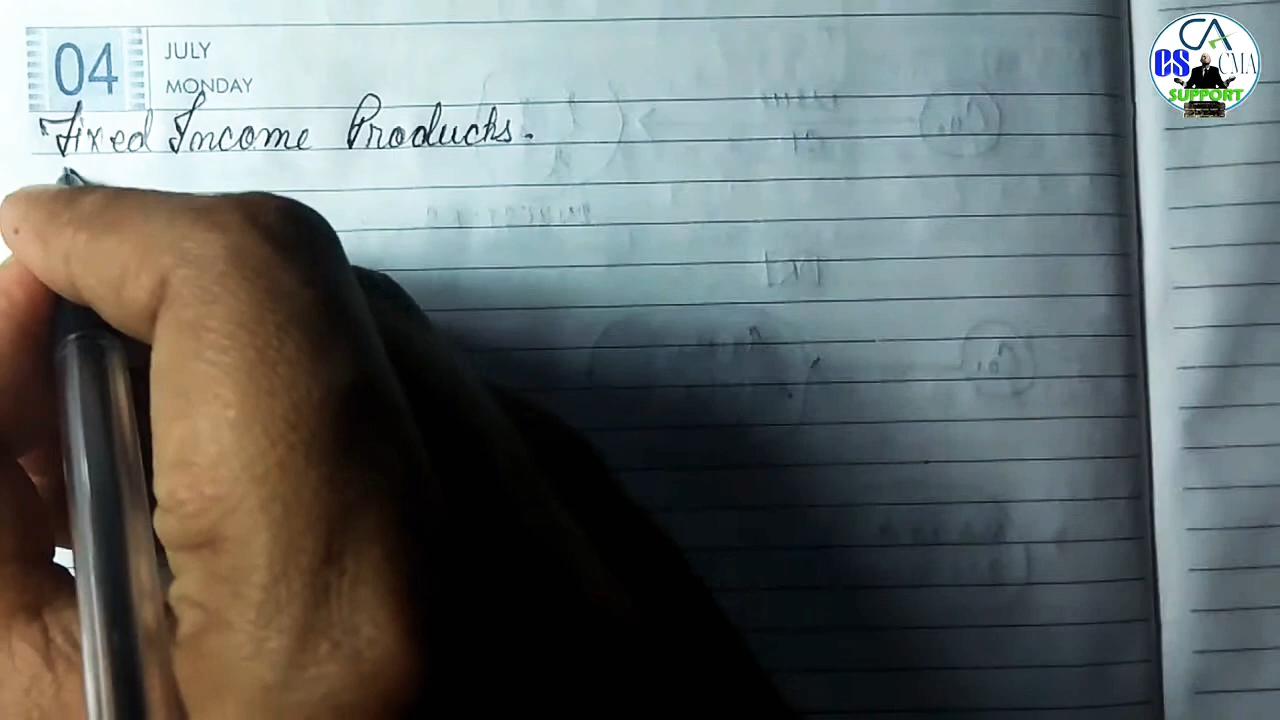 04
JULY
MONDAY
Fixed Income Products.
CA
CS CMA
SUPPORT